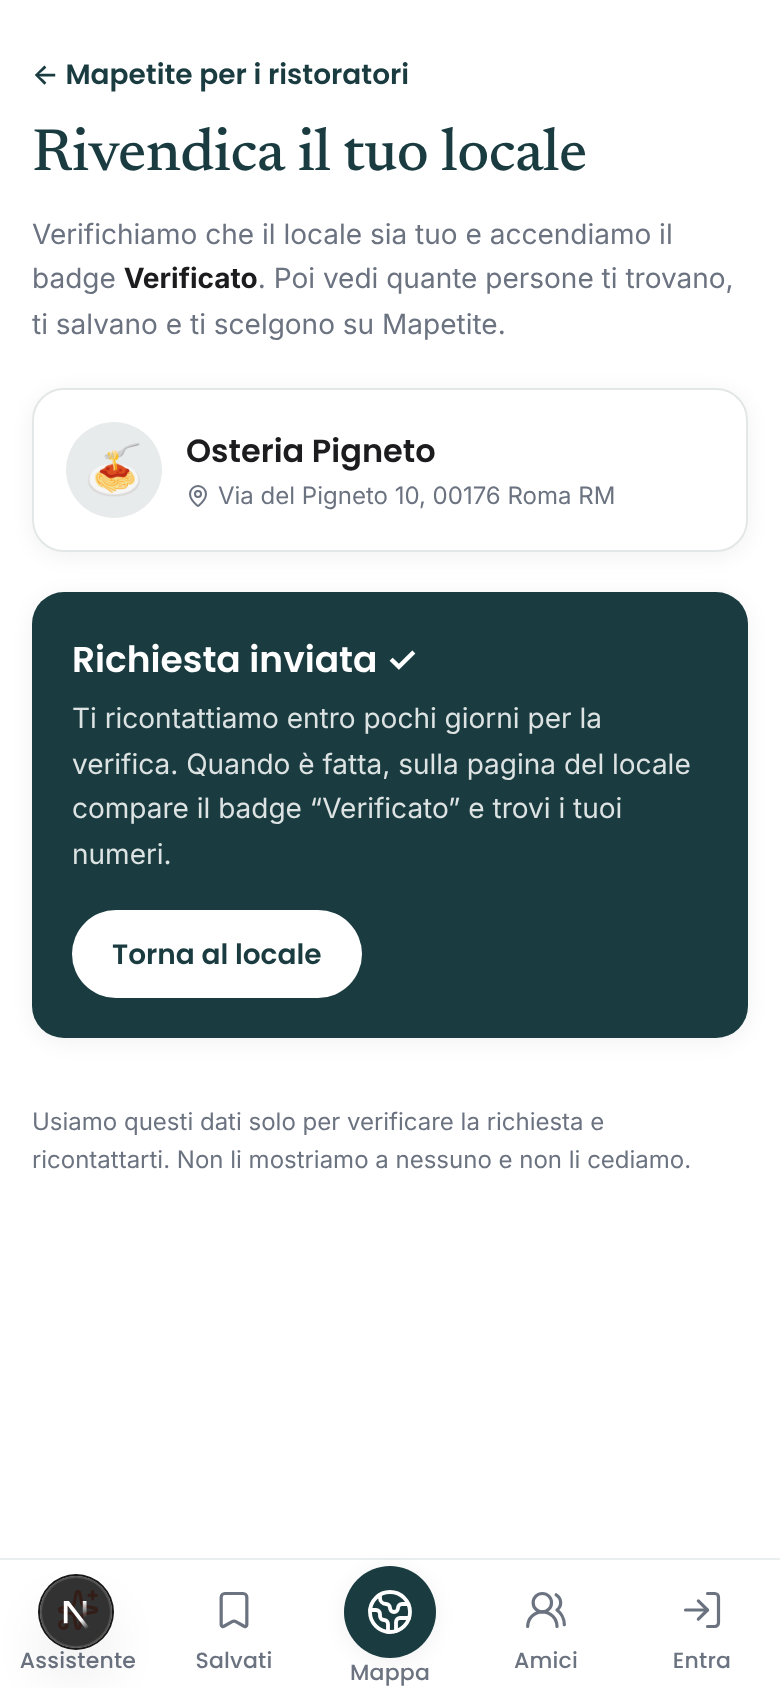 ← Mapetite per i ristoratori
Rivendica il tuo locale
Verifichiamo che il locale sia tuo e accendiamo il
badge Verificato. Poi vedi quante persone ti trovano,
ti salvano e ti scelgono su Mapetite.
Osteria Pigneto
Via del Pigneto 10, 00176 Roma RM
Richiesta inviata ✓
Ti ricontattiamo entro pochi giorni per la
verifica. Quando è fatta, sulla pagina del locale
compare il badge “Verificato” e trovi i tuoi
numeri.
Torna al locale
Usiamo questi dati solo per verificare la richiesta e
ricontattarti. Non li mostriamo a nessuno e non li cediamo.
N
Assistente
Salvati
Mappa
Amici
Entra